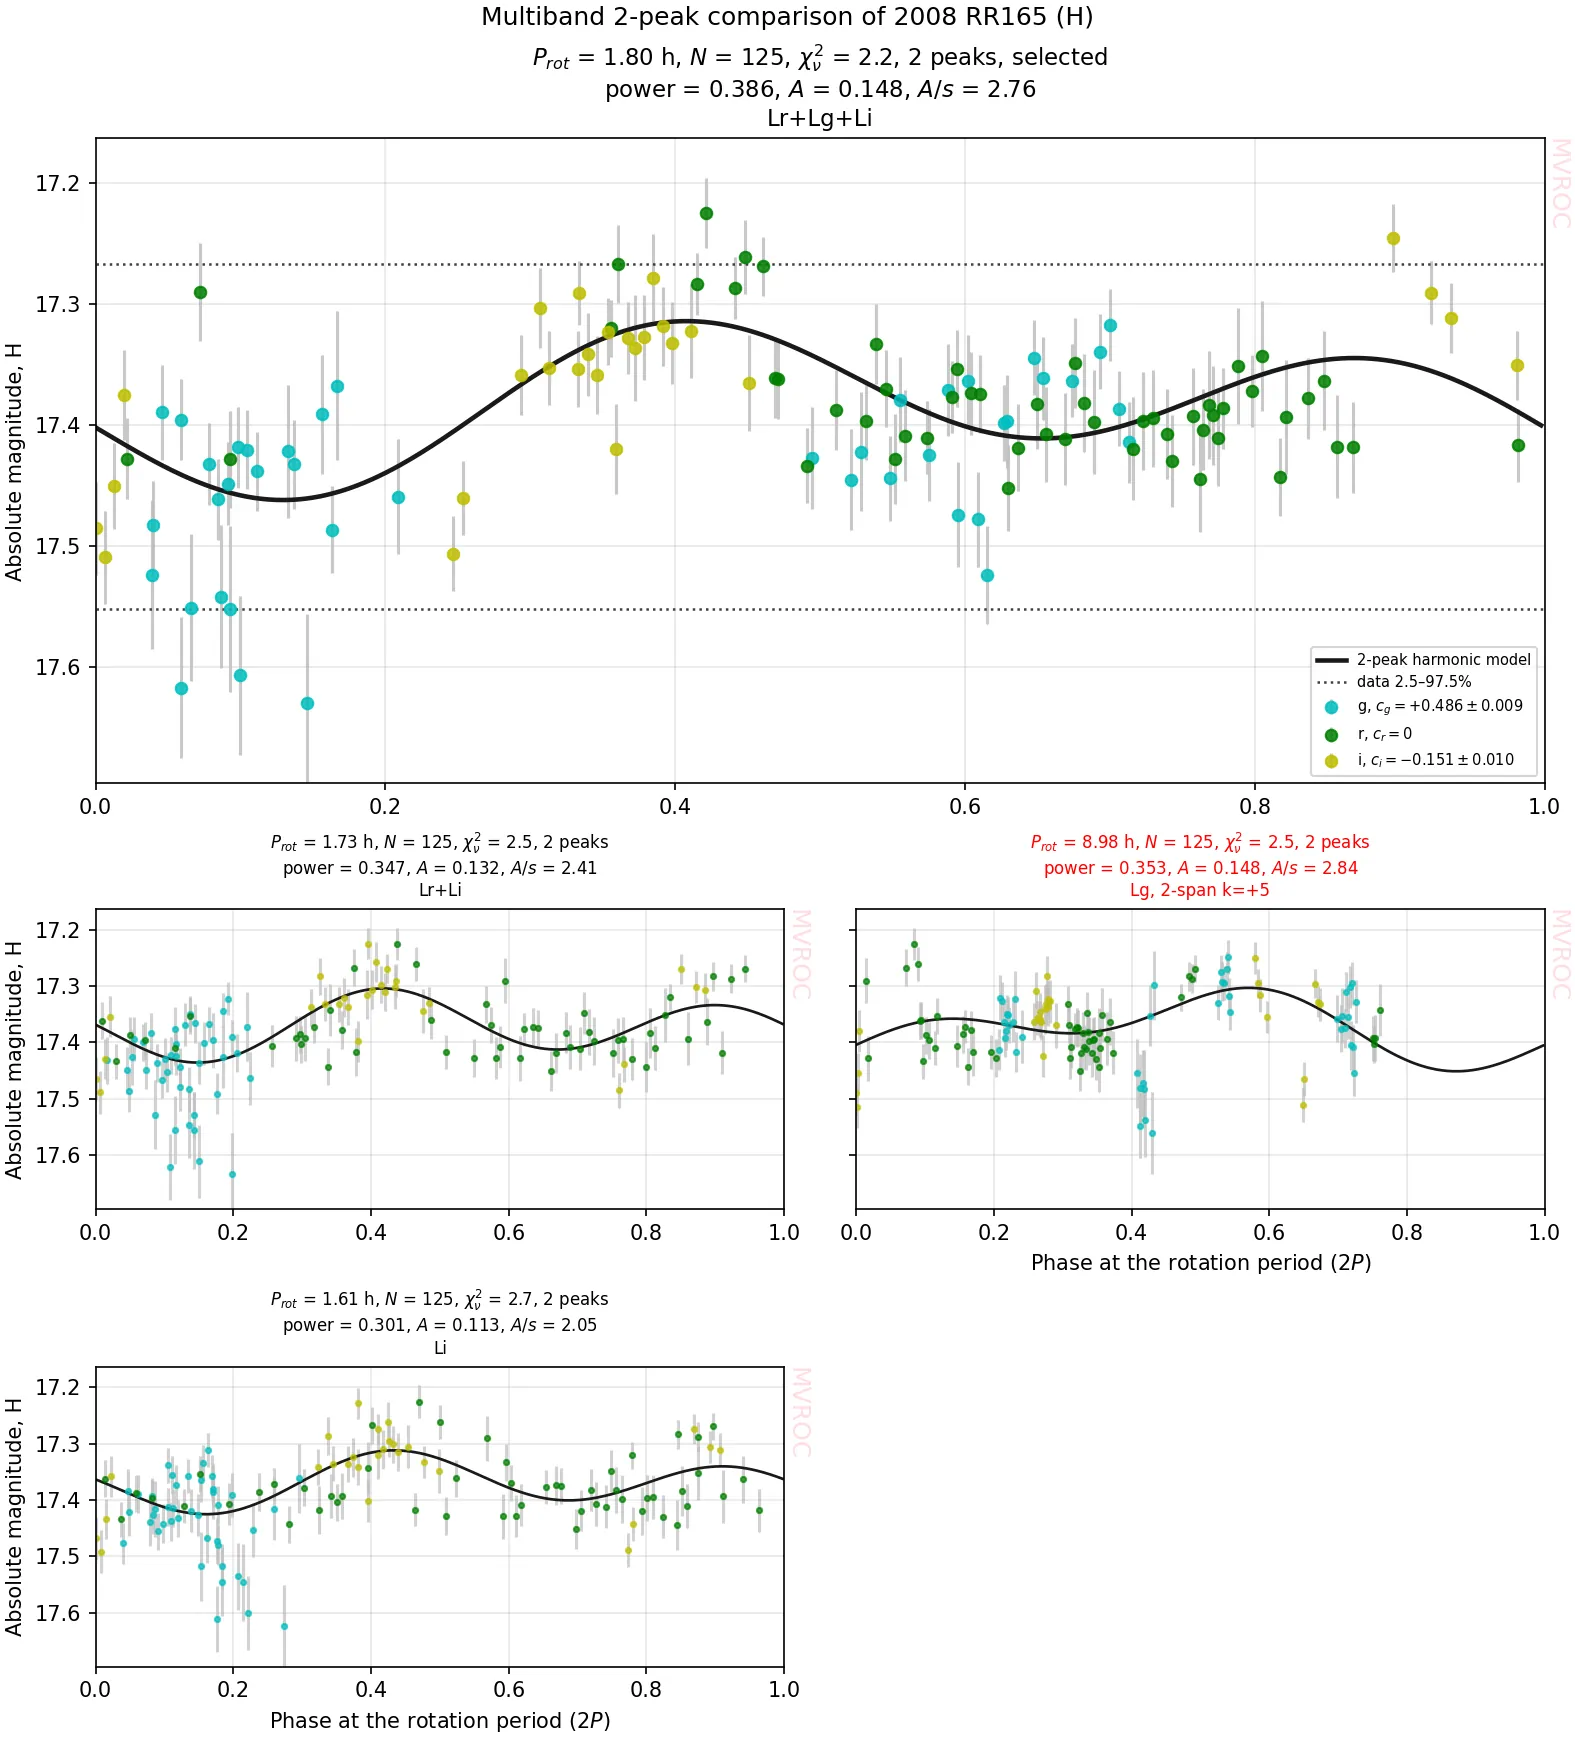 Multiband 2-peak comparison of 2008 RR165 (H)
P_rot = 1.80 h, N = 125, χ²_ν = 2.2, 2 peaks, selected
power = 0.386, A = 0.148, A/s = 2.76
Lr+Lg+Li
Absolute magnitude, H
17.2
17.3
17.4
17.5
17.6
0.0 0.2 0.4 0.6 0.8 1.0
2-peak harmonic model
data 2.5–97.5%
g, c_g = +0.486 ± 0.009
r, c_r = 0
i, c_i = −0.151 ± 0.010
MVROC
P_rot = 1.73 h, N = 125, χ²_ν = 2.5, 2 peaks
power = 0.347, A = 0.132, A/s = 2.41
Lr+Li
Absolute magnitude, H
17.2
17.3
17.4
17.5
17.6
0.0 0.2 0.4 0.6 0.8 1.0
MVROC
P_rot = 8.98 h, N = 125, χ²_ν = 2.5, 2 peaks
power = 0.353, A = 0.148, A/s = 2.84
Lg, 2-span k=+5
0.0 0.2 0.4 0.6 0.8 1.0
Phase at the rotation period (2P)
MVROC
P_rot = 1.61 h, N = 125, χ²_ν = 2.7, 2 peaks
power = 0.301, A = 0.113, A/s = 2.05
Li
Absolute magnitude, H
17.2
17.3
17.4
17.5
17.6
0.0 0.2 0.4 0.6 0.8 1.0
Phase at the rotation period (2P)
MVROC